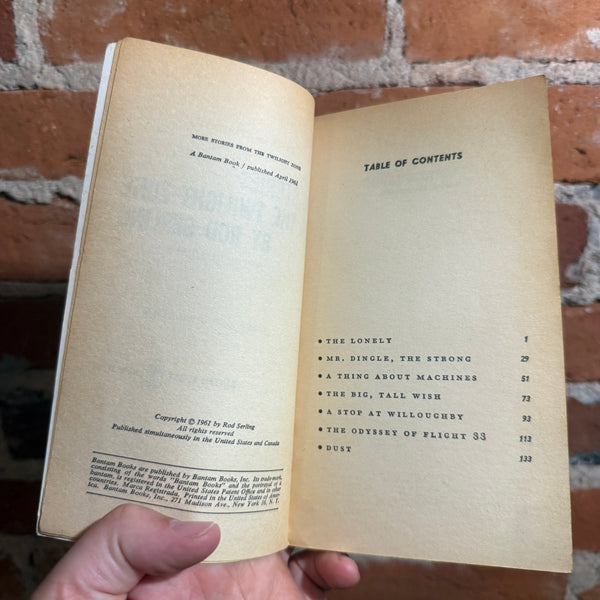 MORE STORIES FROM THE TWILIGHT ZONE
A Bantam Book / published April 1961
Copyright © 1961 by Rod Serling
All rights reserved
Published simultaneously in the United States and Canada
Bantam Books are published by Bantam Books, Inc. Its trade-mark,
consisting of the words "Bantam Books" and the portrayal of a
bantam, is registered in the United States Patent Office and in other
countries. Marca Registrada. Printed in the United States of Amer-
ica. Bantam Books, Inc., 271 Madison Ave., New York 16, N. Y.
TABLE OF CONTENTS
• THE LONELY 1
• MR. DINGLE, THE STRONG 29
• A THING ABOUT MACHINES 51
• THE BIG, TALL WISH 73
• A STOP AT WILLOUGHBY 93
• THE ODYSSEY OF FLIGHT 33 113
• DUST 133